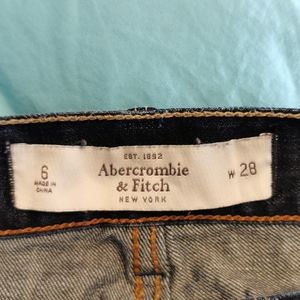 EST. 1892
6
MADE IN
CHINA
Abercrombie
& Fitch
NEW YORK
W 28